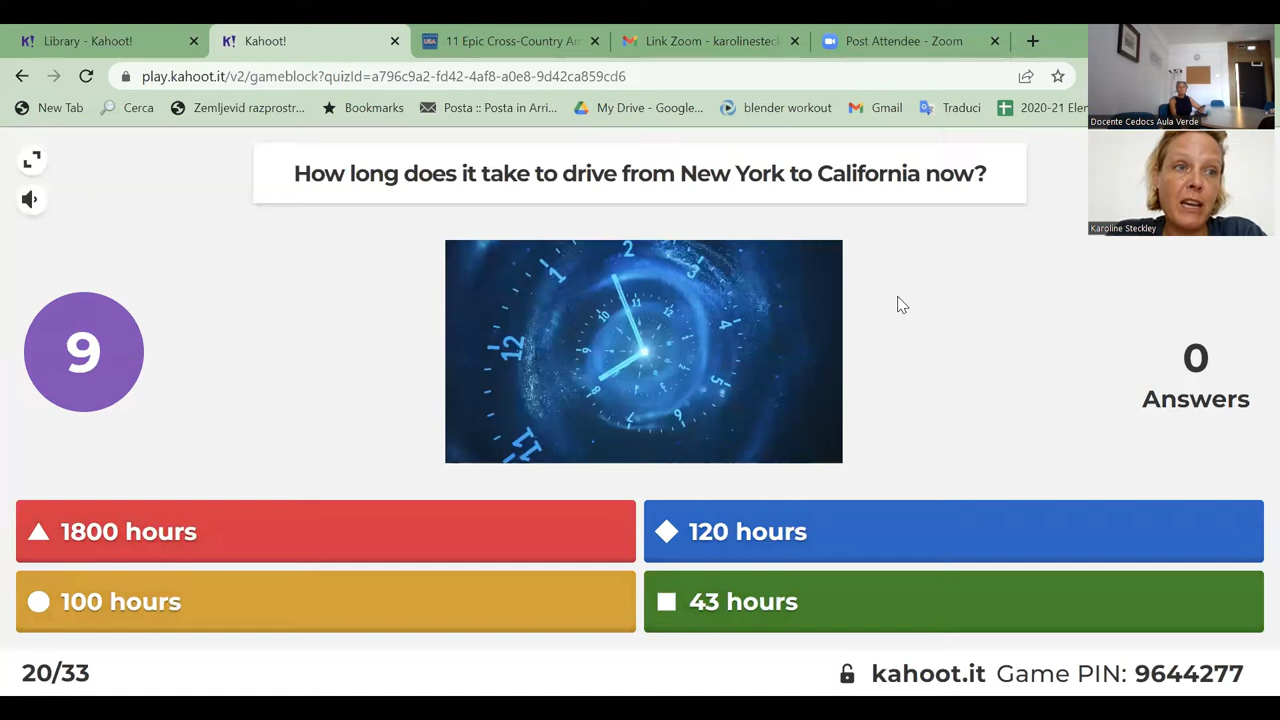 Library - Kahoot!
Kahoot!
11 Epic Cross-Country Am
Link Zoom - karolinesteck
Post Attendee - Zoom
play.kahoot.it/v2/gameblock?quizId=a796c9a2-fd42-4af8-a0e8-9d42ca859cd6
New Tab
Cerca
Zemljevid razprostr...
Bookmarks
Posta :: Posta in Arri...
My Drive - Google...
blender workout
Gmail
Traduci
2020-21 Elen
Docente Cedocs Aula Verde
Karoline Steckley
How long does it take to drive from New York to California now?
9
0
Answers
1800 hours
120 hours
100 hours
43 hours
20/33
kahoot.it Game PIN: 9644277